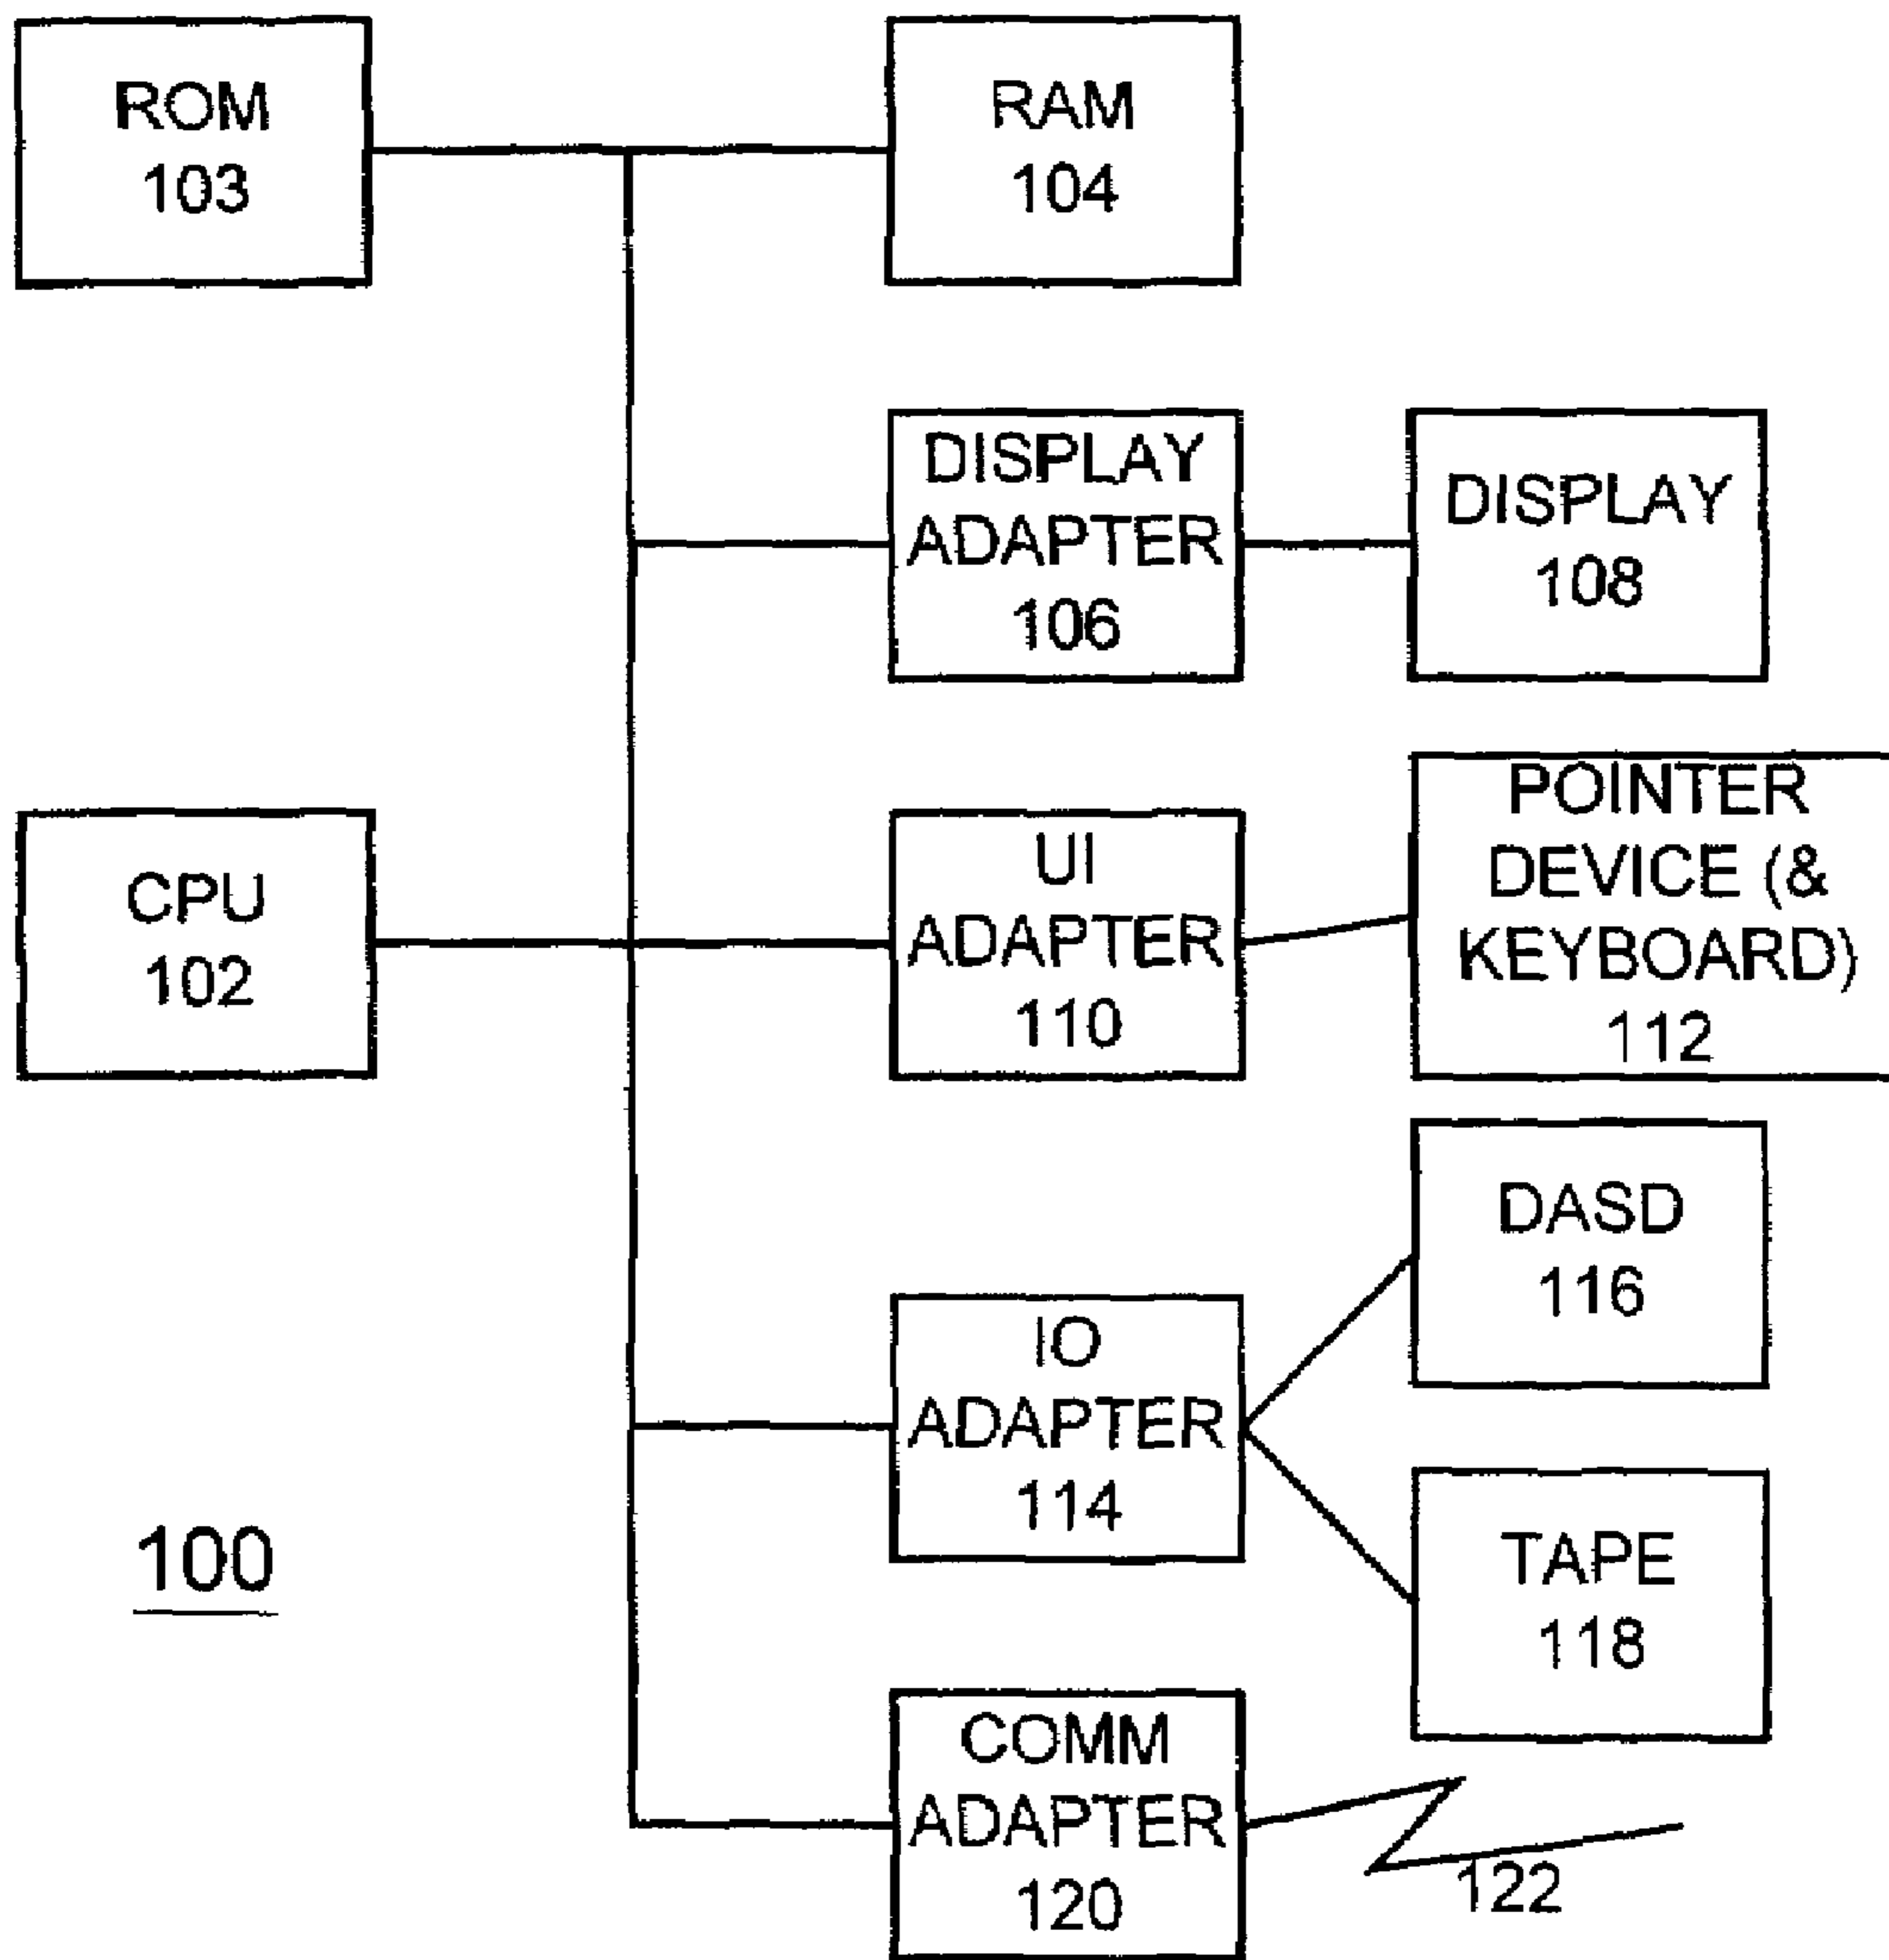 ROM
103
RAM
104
DISPLAY
ADAPTER
106
DISPLAY
108
CPU
102
UI
ADAPTER
110
POINTER
DEVICE (&
KEYBOARD)
112
DASD
116
IO
ADAPTER
114
100
TAPE
118
COMM
ADAPTER
120
122